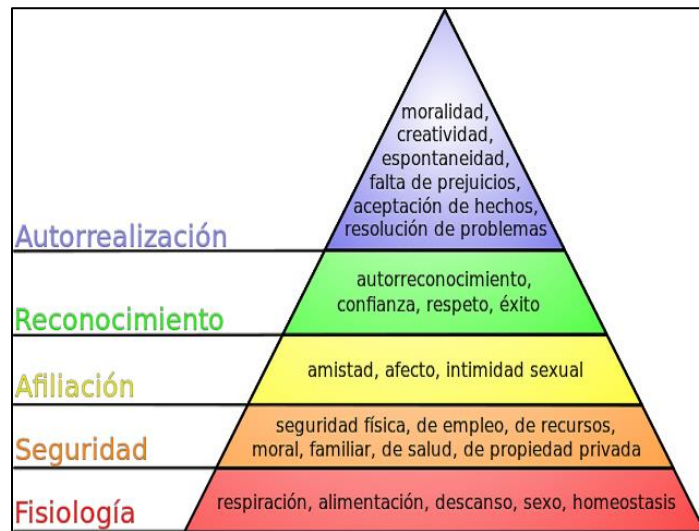 moralidad,
creatividad,
espontaneidad,
falta de prejuicios,
aceptación de hechos,
resolución de problemas
Autorrealización
autorreconocimiento,
confianza, respeto, éxito
Reconocimiento
amistad, afecto, intimidad sexual
Afiliación
seguridad física, de empleo, de recursos,
moral, familiar, de salud, de propiedad privada
Seguridad
respiración, alimentación, descanso, sexo, homeostasis
Fisiología